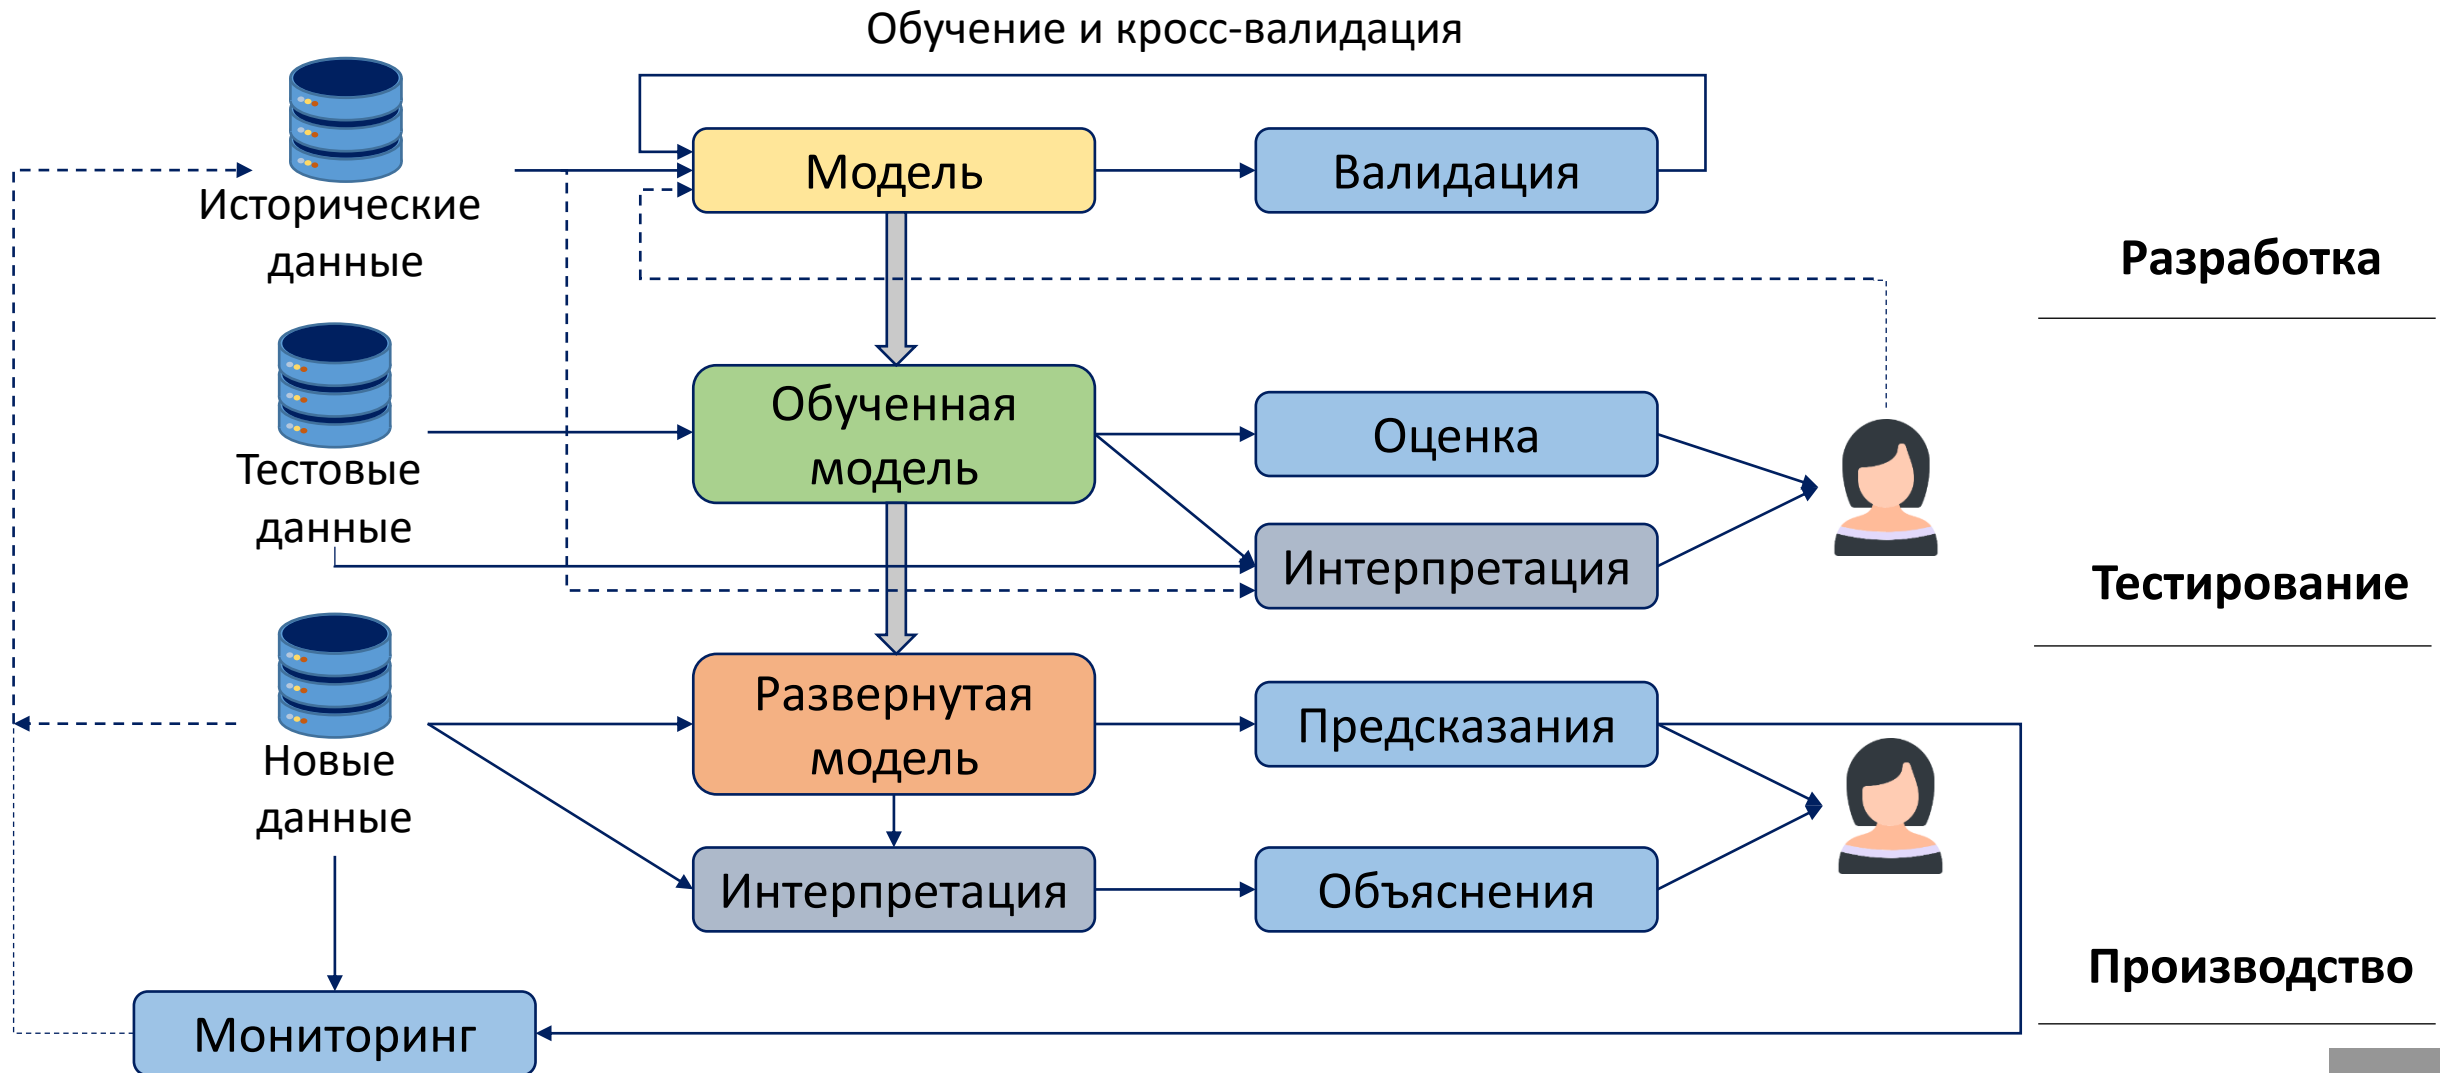 Обучение и кросс-валидация
Модель
Валидация
Исторические
данные
Разработка
Обученная
модель
Оценка
Тестовые
данные
Интерпретация
Тестирование
Развернутая
модель
Предсказания
Новые
данные
Интерпретация
Объяснения
Производство
Мониторинг